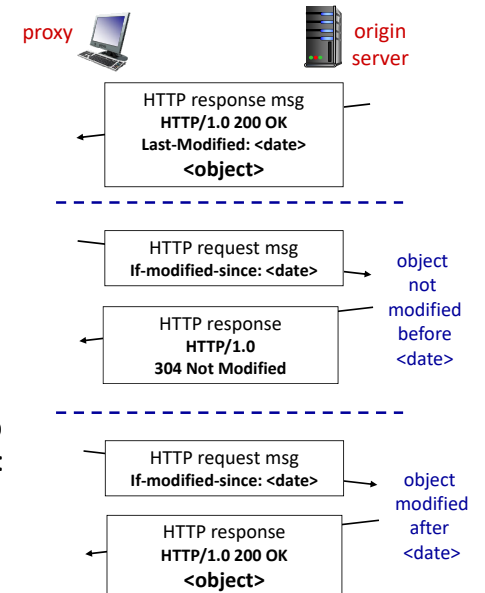 proxy
origin
server
HTTP response msg
HTTP/1.0 200 OK
Last-Modified: <date>
<object>
HTTP request msg
If-modified-since: <date>
object
not
modified
before
<date>
HTTP response
HTTP/1.0
304 Not Modified
HTTP request msg
If-modified-since: <date>
object
modified
after
<date>
HTTP response
HTTP/1.0 200 OK
<object>